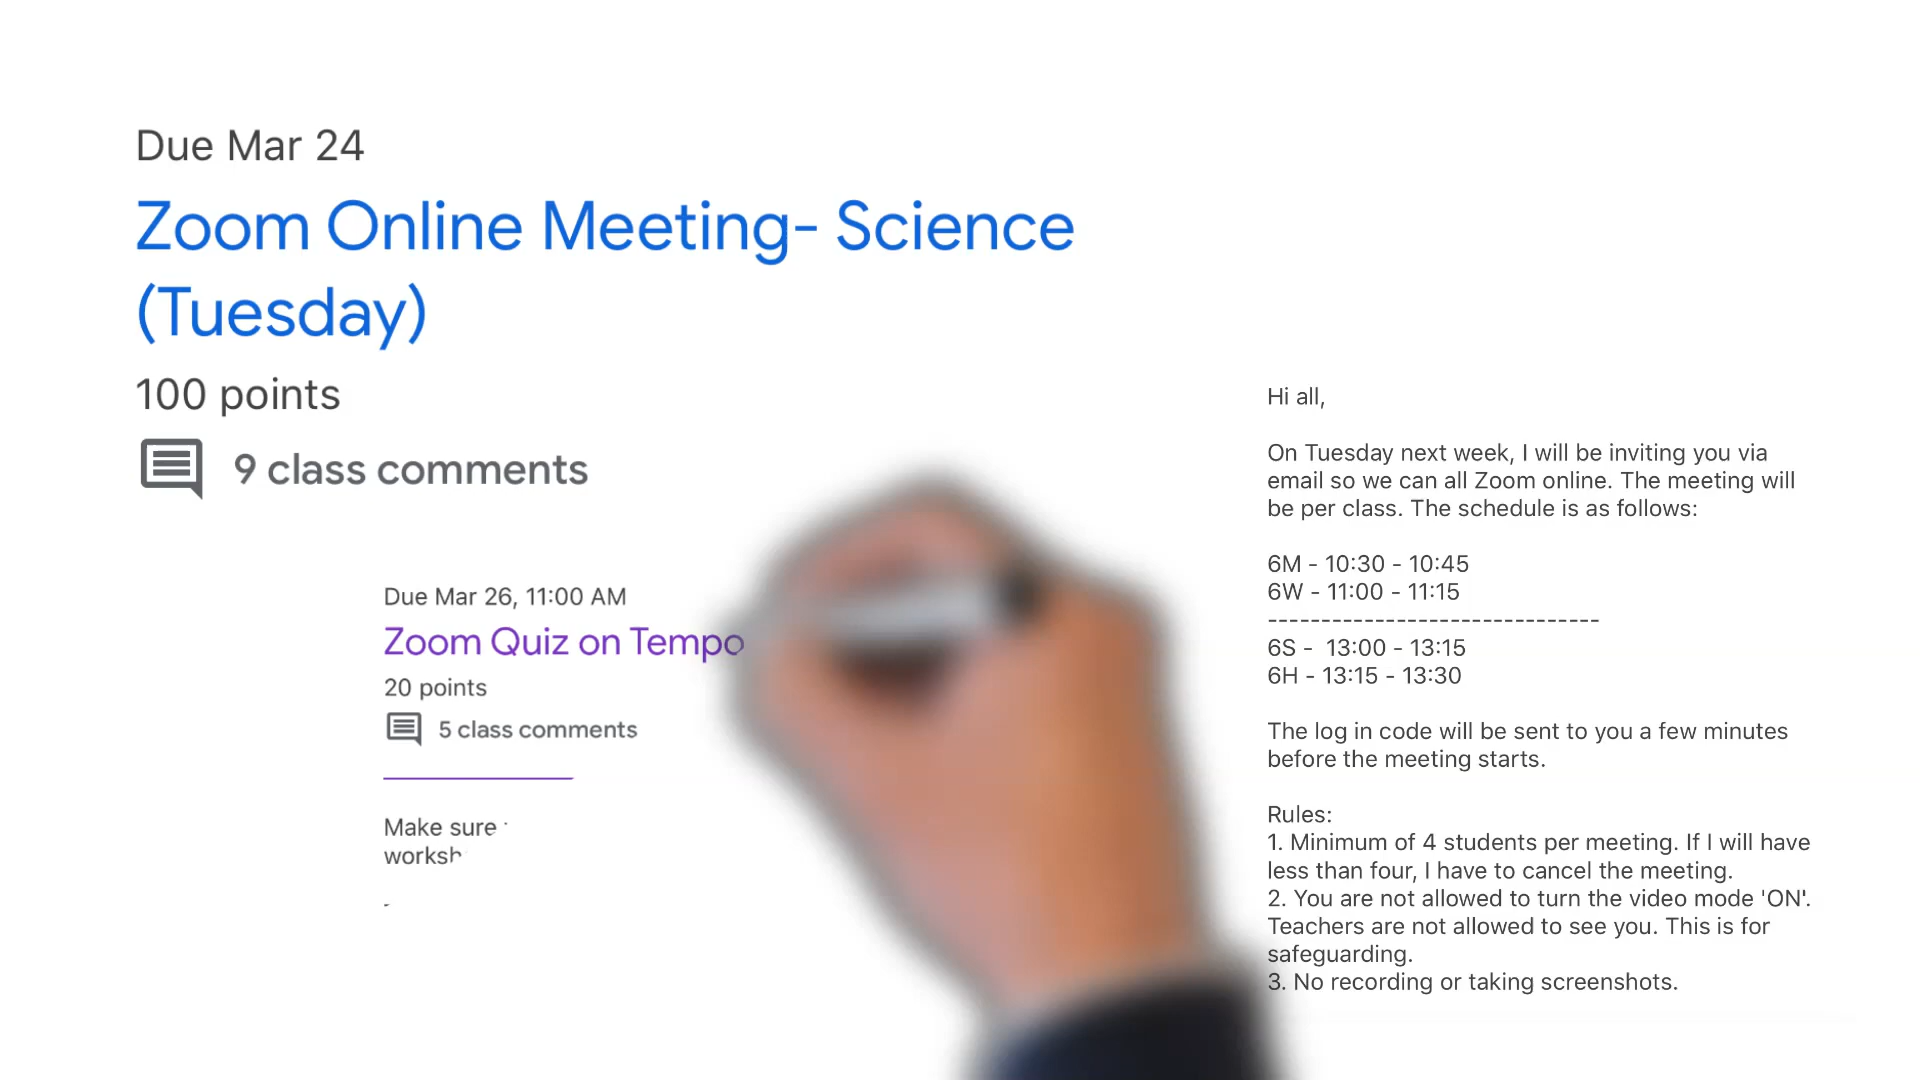 Due Mar 24
Zoom Online Meeting- Science
(Tuesday)
100 points
9 class comments
Due Mar 26, 11:00 AM
Zoom Quiz on Tempo
20 points
5 class comments
Make sure
Hi all,
On Tuesday next week, I will be inviting you via
email so we can all Zoom online. The meeting will
be per class. The schedule is as follows:
6M - 10:30 - 10:45
6W - 11:00 - 11:15
-------------------------------
6S -  13:00 - 13:15
6H - 13:15 - 13:30
The log in code will be sent to you a few minutes
before the meeting starts.
Rules:
1. Minimum of 4 students per meeting. If I will have
less than four, I have to cancel the meeting.
2. You are not allowed to turn the video mode 'ON'.
Teachers are not allowed to see you. This is for
safeguarding.
3. No recording or taking screenshots.